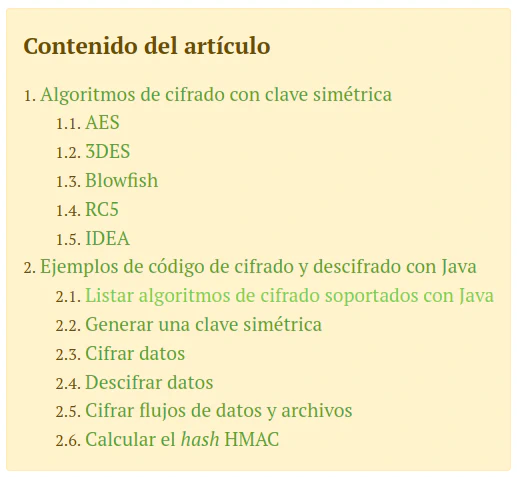 Contenido del artículo
1. Algoritmos de cifrado con clave simétrica
1.1. AES
1.2. 3DES
1.3. Blowfish
1.4. RC5
1.5. IDEA
2. Ejemplos de código de cifrado y descifrado con Java
2.1. Listar algoritmos de cifrado soportados con Java
2.2. Generar una clave simétrica
2.3. Cifrar datos
2.4. Descifrar datos
2.5. Cifrar flujos de datos y archivos
2.6. Calcular el hash HMAC